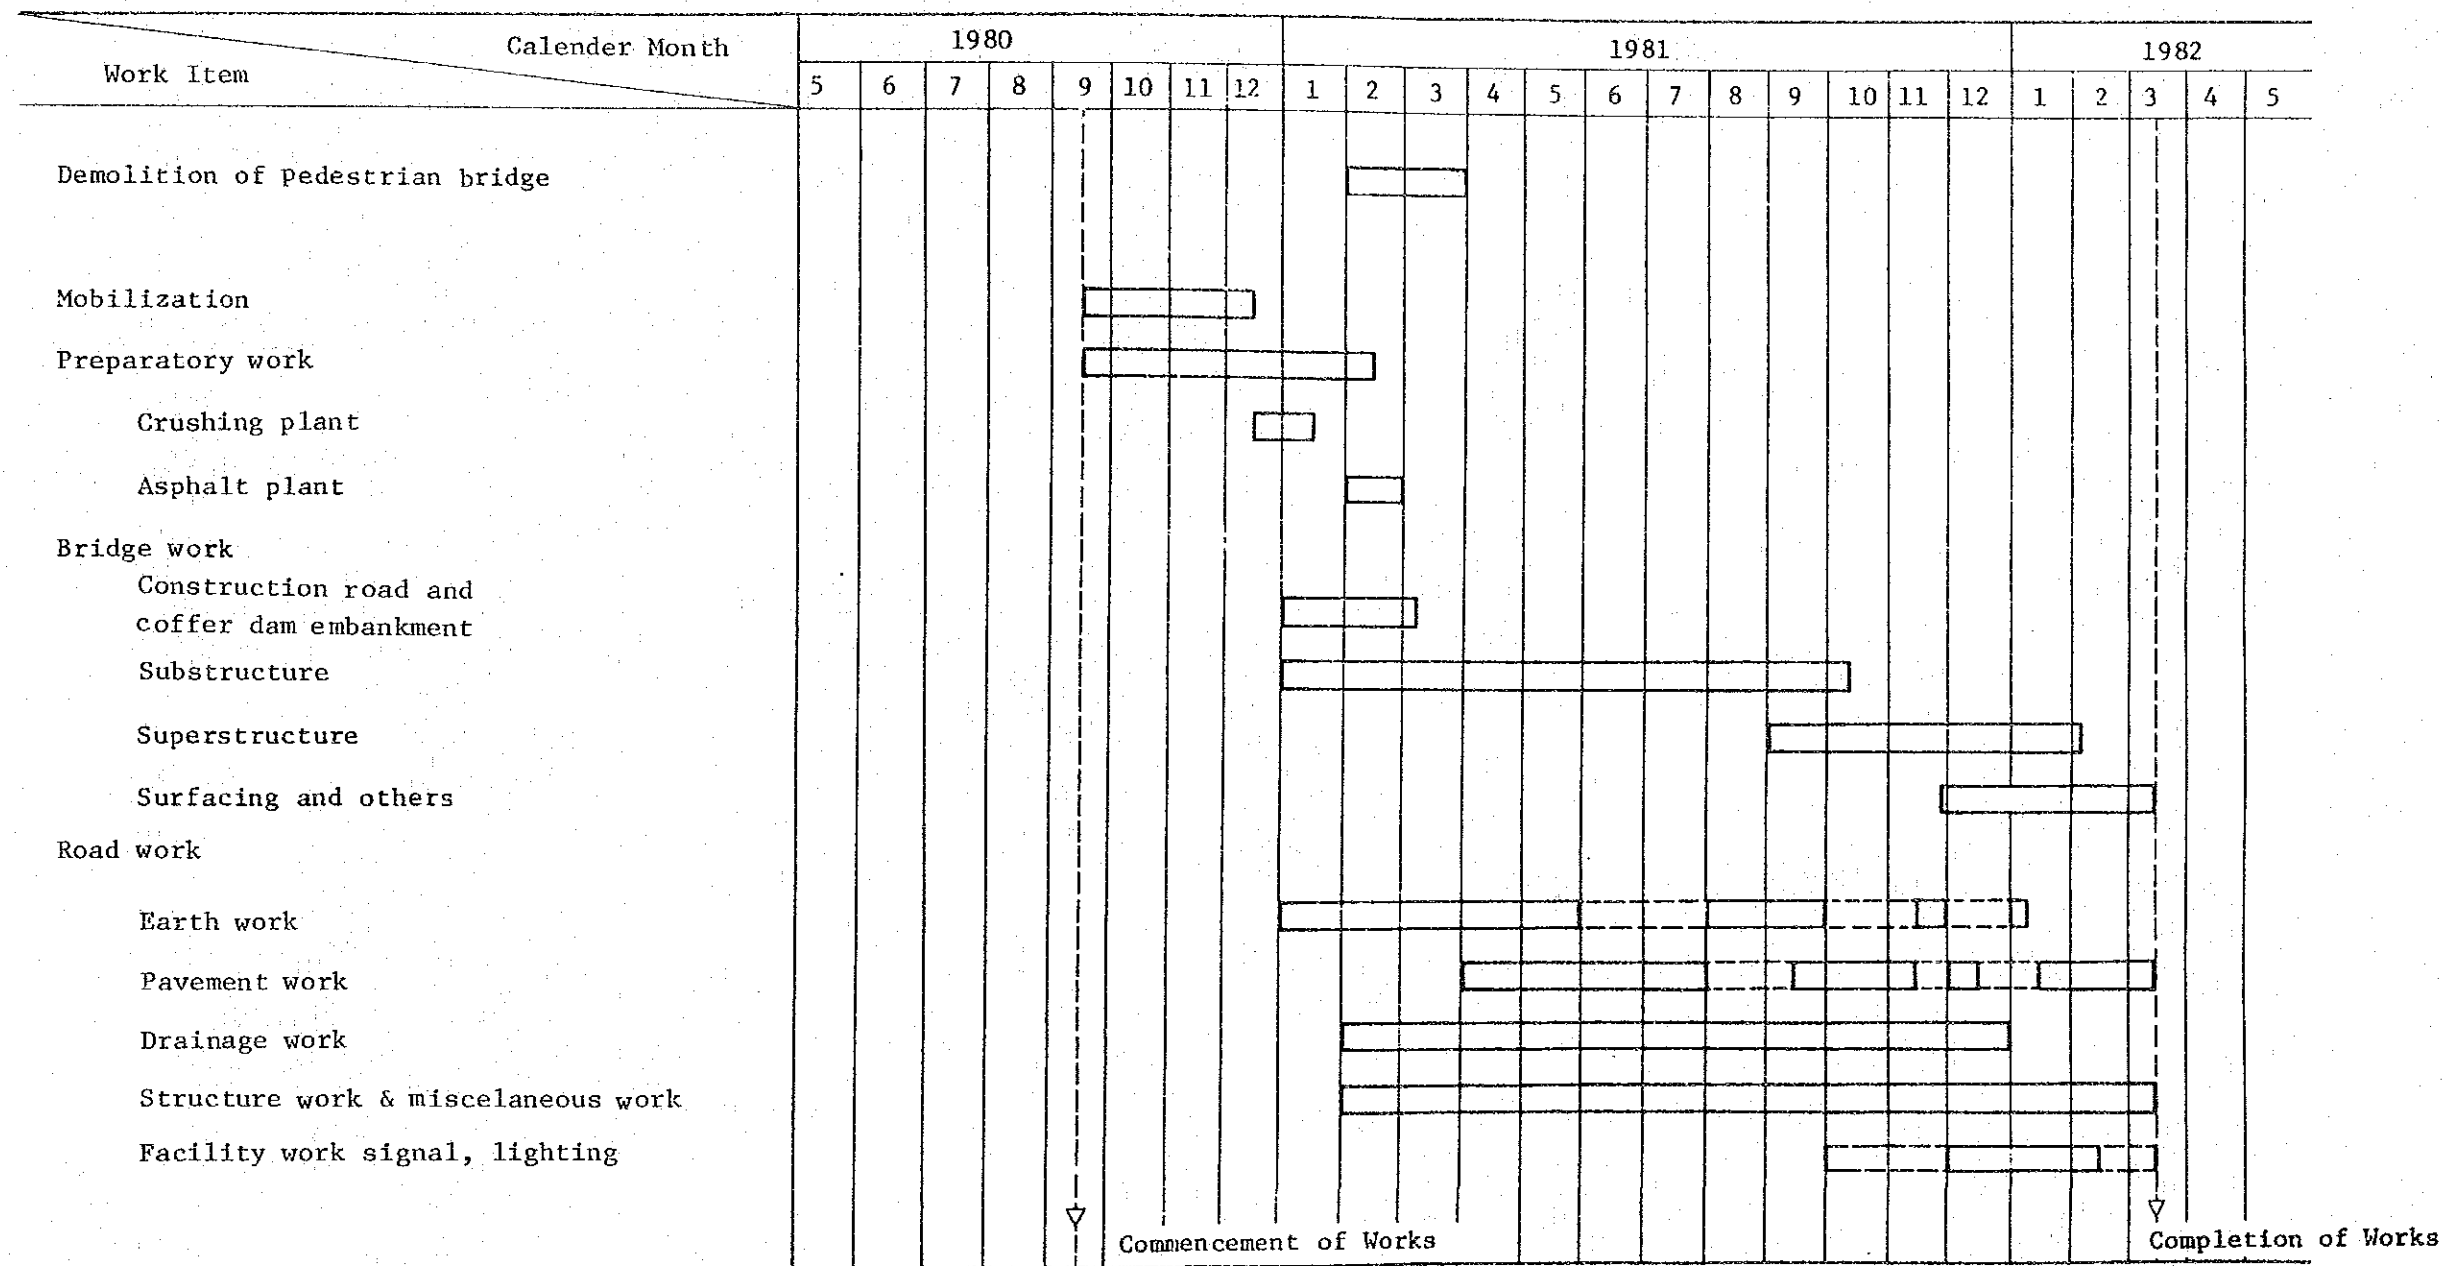 Calender Month
Work Item
1980 1981 1982
5 6 7 8 9 10 11 12 1 2 3 4 5 6 7 8 9 10 11 12 1 2 3 4 5
Demolition of pedestrian bridge
Mobilization
Preparatory work
Crushing plant
Asphalt plant
Bridge work
Construction road and
coffer dam embankment
Substructure
Superstructure
Surfacing and others
Road work
Earth work
Pavement work
Drainage work
Structure work & miscelaneous work
Facility work signal, lighting
Commencement of Works
Completion of Works